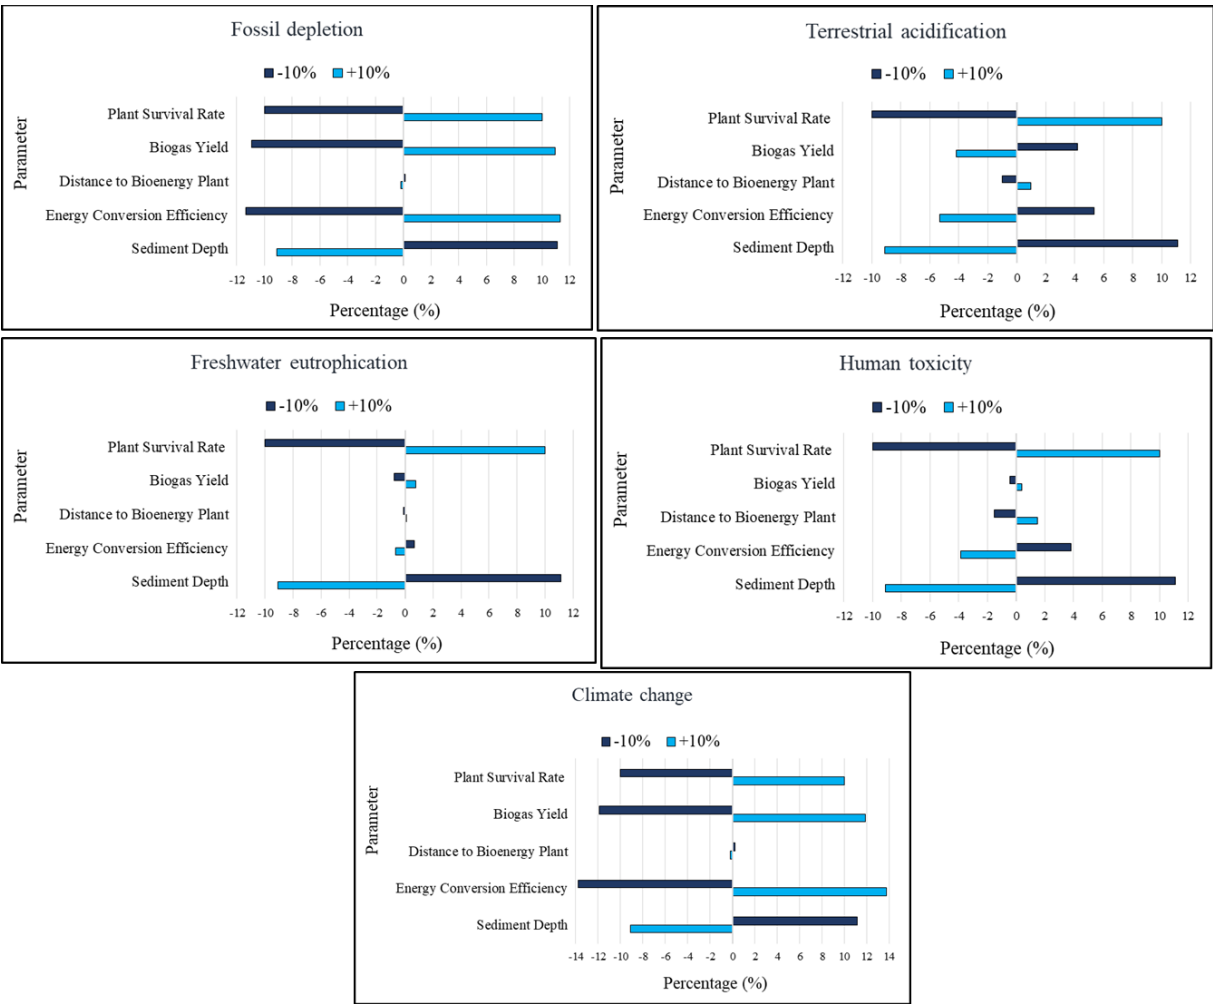 Fossil depletion
-10% +10%
Parameter
Plant Survival Rate
Biogas Yield
Distance to Bioenergy Plant
Energy Conversion Efficiency
Sediment Depth
-12 -10 -8 -6 -4 -2 0 2 4 6 8 10 12
Percentage (%)
Terrestrial acidification
-10% +10%
Parameter
Plant Survival Rate
Biogas Yield
Distance to Bioenergy Plant
Energy Conversion Efficiency
Sediment Depth
-12 -10 -8 -6 -4 -2 0 2 4 6 8 10 12
Percentage (%)
Freshwater eutrophication
-10% +10%
Parameter
Plant Survival Rate
Biogas Yield
Distance to Bioenergy Plant
Energy Conversion Efficiency
Sediment Depth
-12 -10 -8 -6 -4 -2 0 2 4 6 8 10 12
Percentage (%)
Human toxicity
-10% +10%
Parameter
Plant Survival Rate
Biogas Yield
Distance to Bioenergy Plant
Energy Conversion Efficiency
Sediment Depth
-12 -10 -8 -6 -4 -2 0 2 4 6 8 10 12
Percentage (%)
Climate change
-10% +10%
Parameter
Plant Survival Rate
Biogas Yield
Distance to Bioenergy Plant
Energy Conversion Efficiency
Sediment Depth
-14 -12 -10 -8 -6 -4 -2 0 2 4 6 8 10 12 14
Percentage (%)